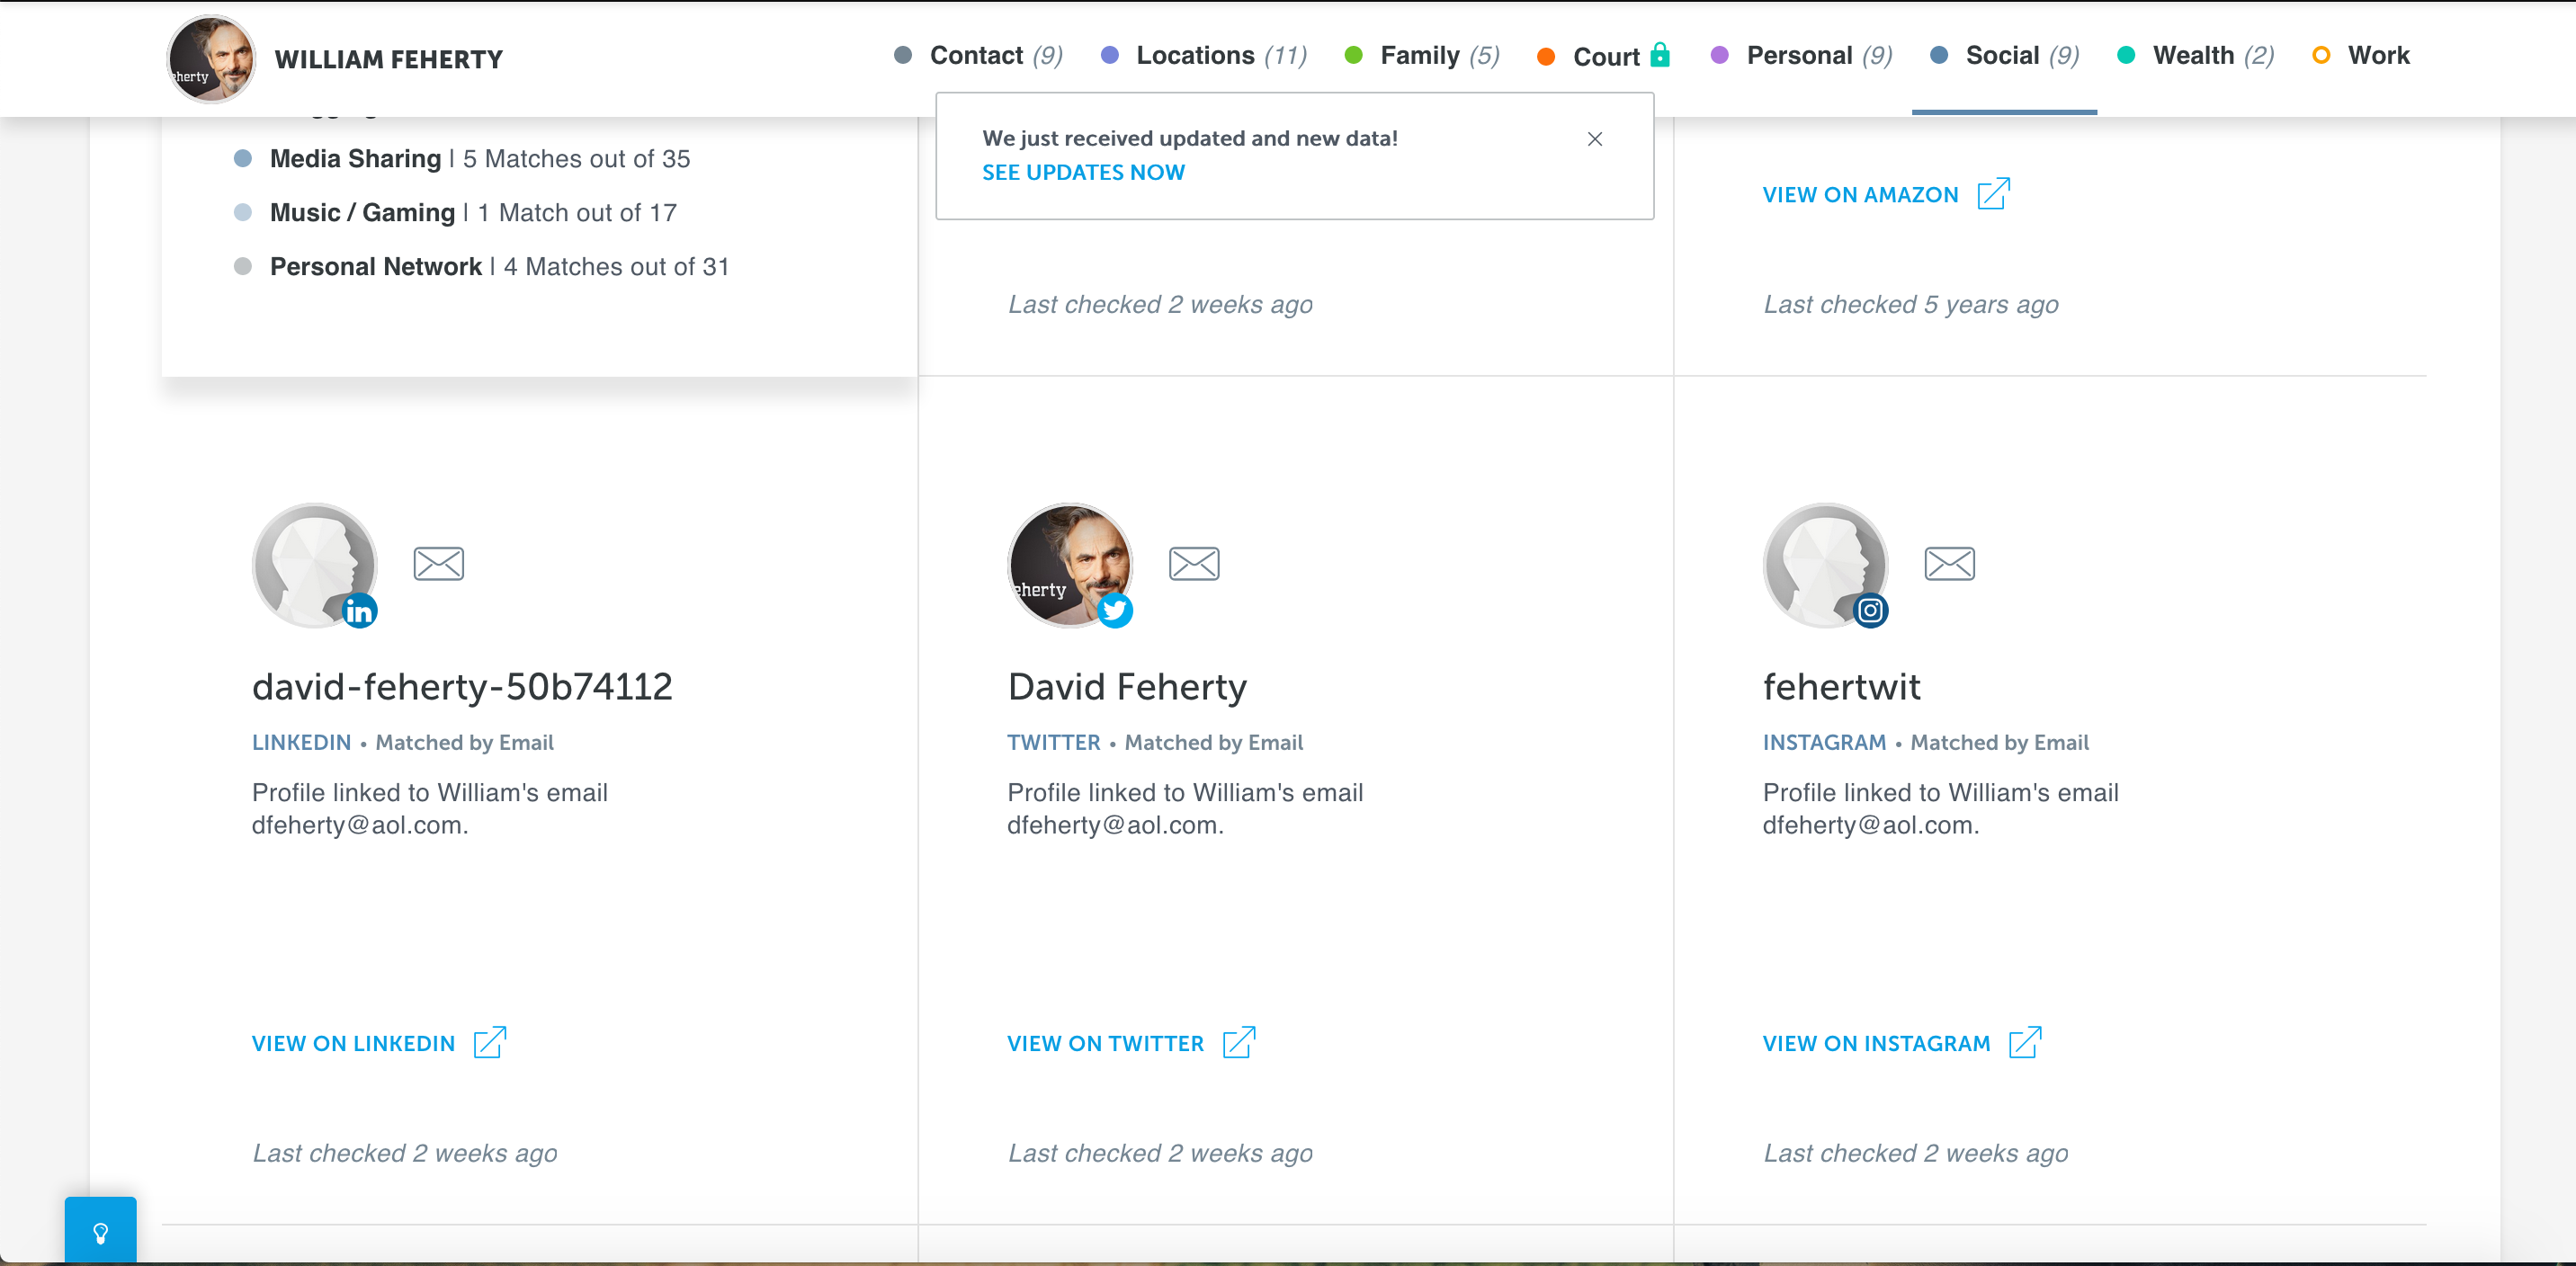 eherty
WILLIAM FEHERTY
Contact (9)
Locations (11)
Family (5)
Court
Personal (9)
Social (9)
Wealth (2)
Work
We just received updated and new data!
SEE UPDATES NOW
Media Sharing | 5 Matches out of 35
Music / Gaming | 1 Match out of 17
Personal Network | 4 Matches out of 31
Last checked 2 weeks ago
VIEW ON AMAZON
Last checked 5 years ago
in
david-feherty-50b74112
LINKEDIN • Matched by Email
Profile linked to William's email
dfeherty@aol.com.
VIEW ON LINKEDIN
Last checked 2 weeks ago
eherty
David Feherty
TWITTER • Matched by Email
Profile linked to William's email
dfeherty@aol.com.
VIEW ON TWITTER
Last checked 2 weeks ago
fehertwit
INSTAGRAM • Matched by Email
Profile linked to William's email
dfeherty@aol.com.
VIEW ON INSTAGRAM
Last checked 2 weeks ago